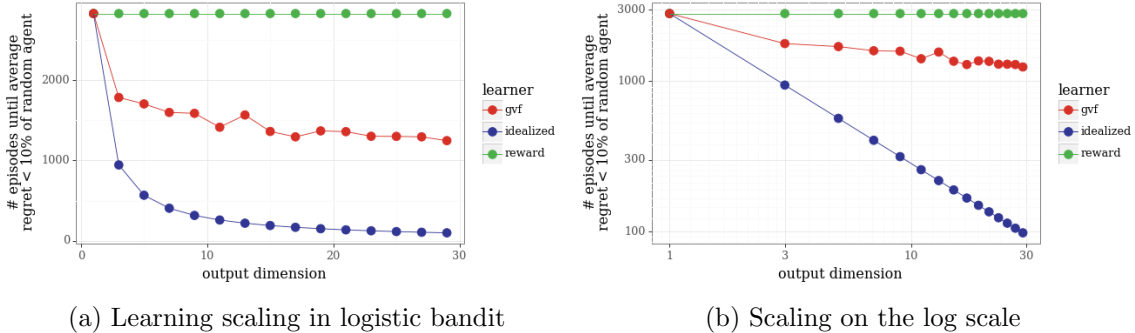 # episodes until average
regret < 10% of random agent
2000
1000
0
0
10
20
30
output dimension
learner
gvf
idealized
reward
(a) Learning scaling in logistic bandit
# episodes until average
regret < 10% of random agent
3000
1000
300
100
1
3
10
30
output dimension
learner
gvf
idealized
reward
(b) Scaling on the log scale